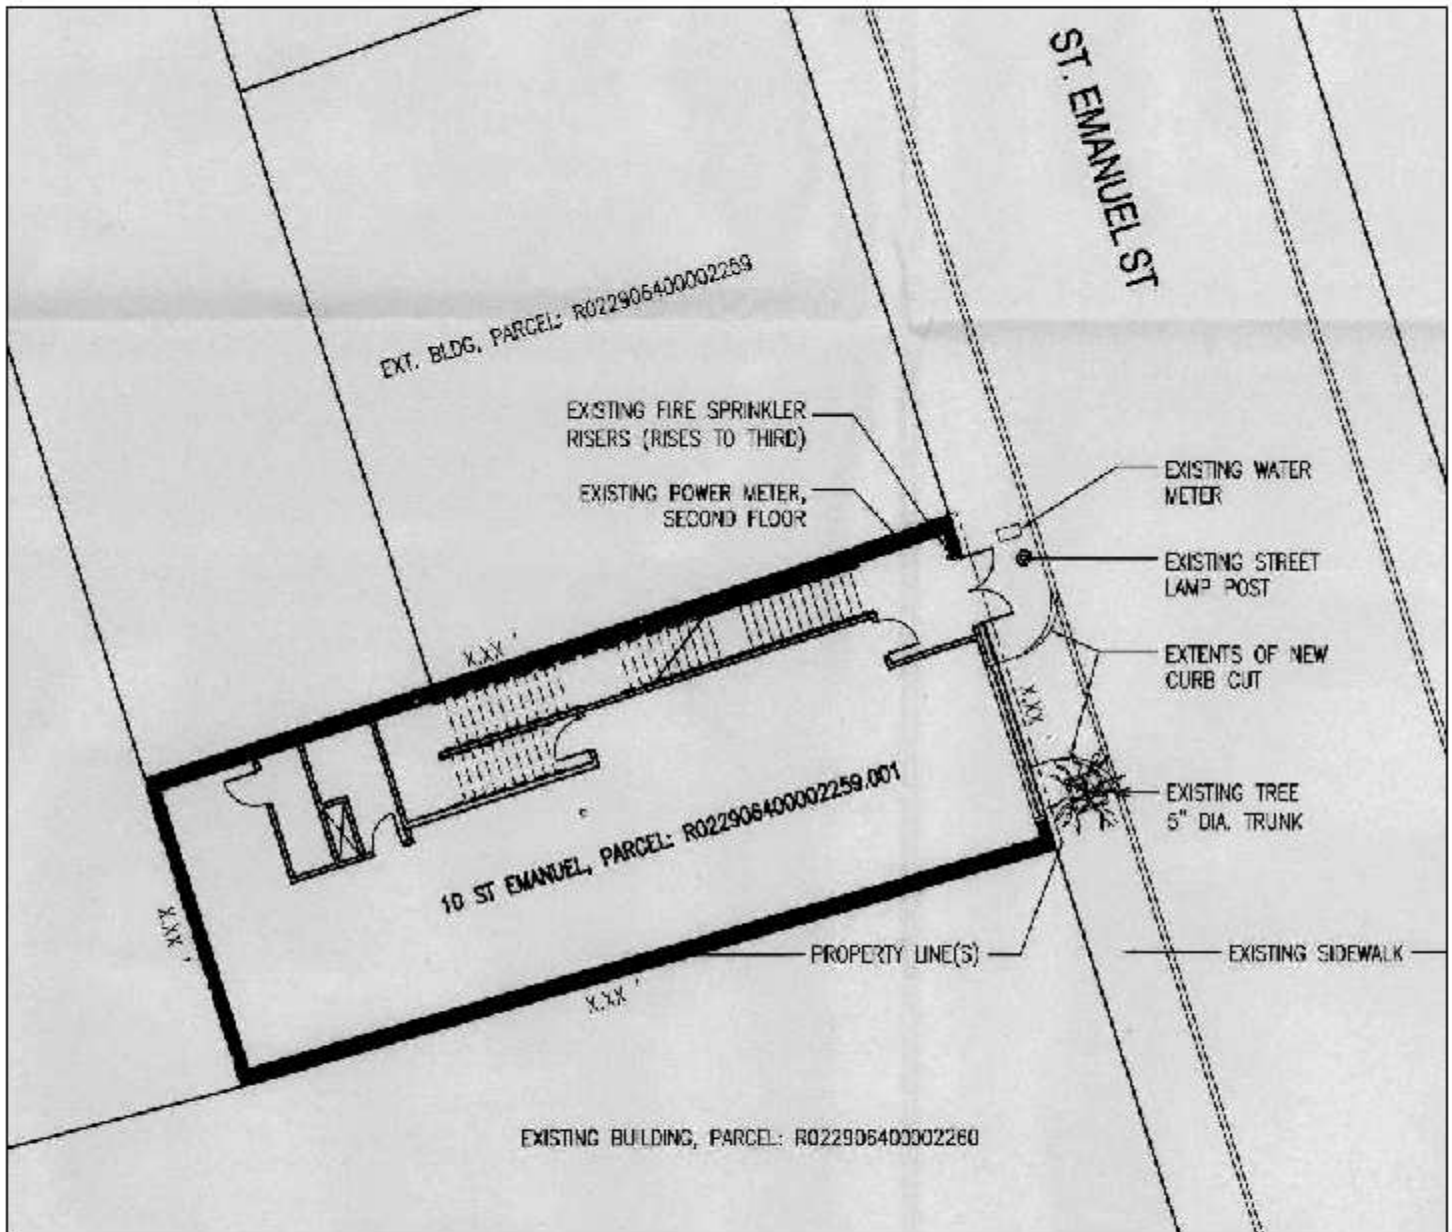 ST. EMANUEL ST
EXT. BLDG, PARCEL: R022906400002259
EXISTING FIRE SPRINKLER
RISERS (RISES TO THIRD)
EXISTING POWER METER,
SECOND FLOOR
EXISTING WATER
METER
EXISTING STREET
LAMP POST
EXTENTS OF NEW
CURB CUT
X.XX '
X.XX '
EXISTING TREE
5" DIA. TRUNK
10 ST EMANUEL, PARCEL: R022906400002259.001
X.XX '
PROPERTY LINE(S)
EXISTING SIDEWALK
X.XX '
EXISTING BUILDING, PARCEL: R022906400002260